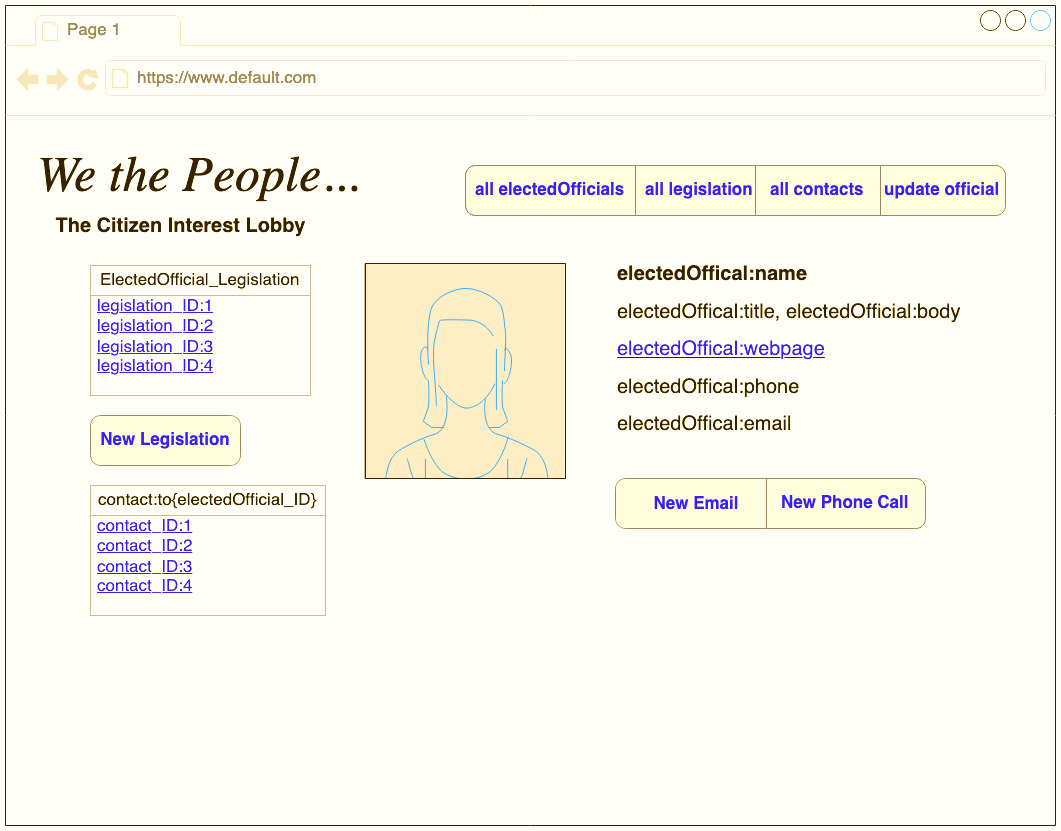 Page 1
https://www.default.com
We the People...
The Citizen Interest Lobby
all electedOfficials
all legislation
all contacts
update official
ElectedOfficial_Legislation
legislation_ID:1
legislation_ID:2
legislation_ID:3
legislation_ID:4
New Legislation
contact:to{electedOfficial_ID}
contact_ID:1
contact_ID:2
contact_ID:3
contact_ID:4
electedOffical:name
electedOffical:title, electedOfficial:body
electedOffical:webpage
electedOffical:phone
electedOffical:email
New Email
New Phone Call